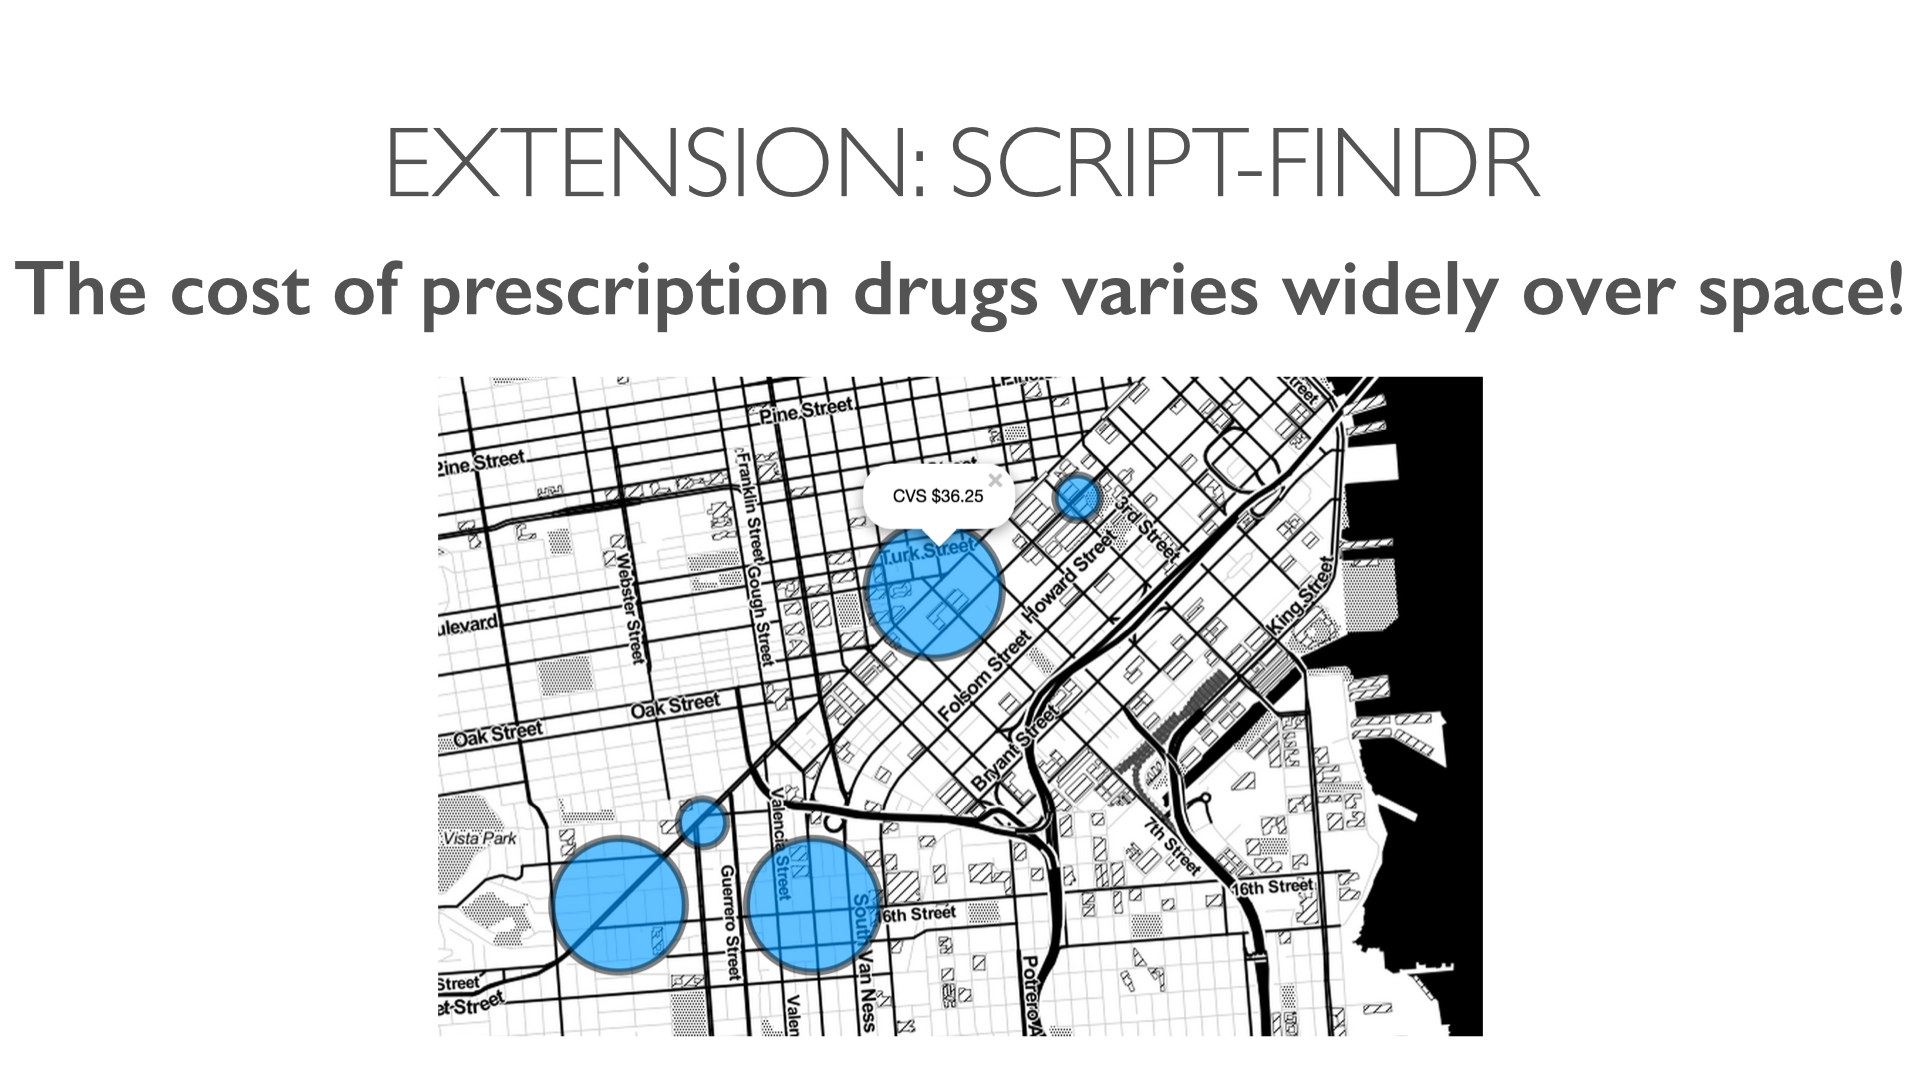 EXTENSION: SCRIPT-FINDR
The cost of prescription drugs varies widely over space!
Pine Street
Pine Street
Franklin Street
Gough Street
Webster Street
CVS $36.25
×
Turk Street
3rd Street
Howard Street
Folsom Street
Bryant Street
King Street
ulevard
Oak Street
Oak Street
Vista Park
Valencia Street
Guerrero Street
South Van Ness
16th Street
7th Street
16th Street
Street
et Street
Valen
Potrero A